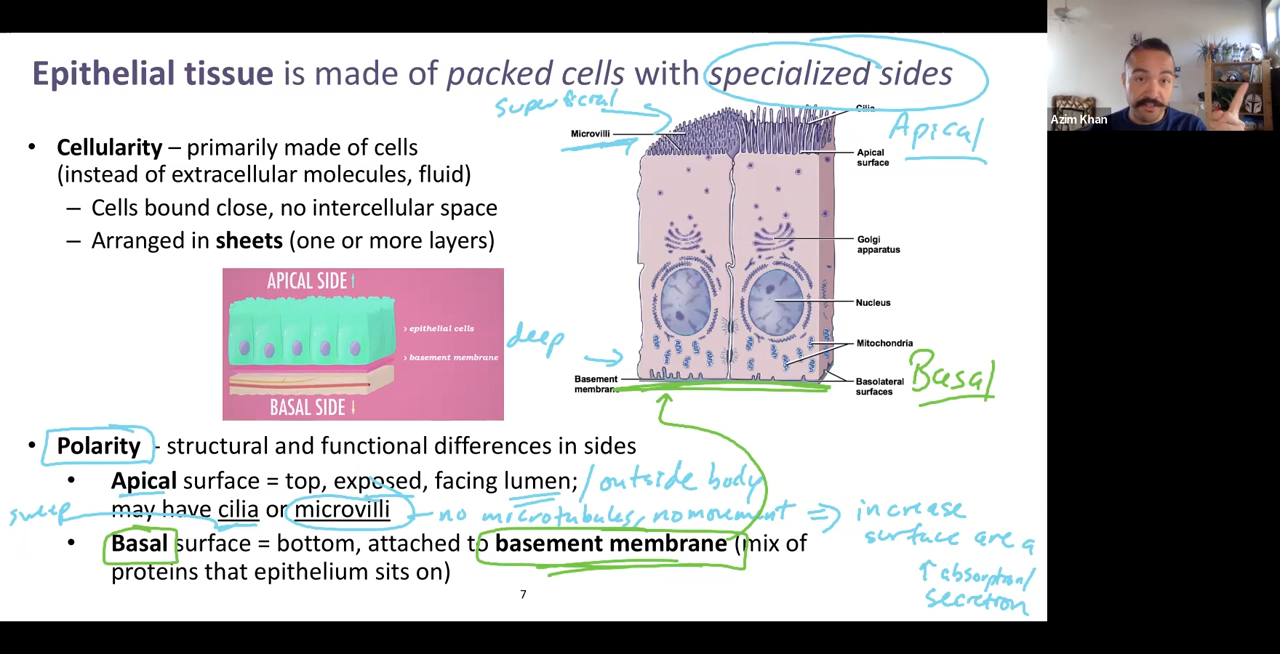 Epithelial tissue is made of packed cells with specialized sides
superficial
Cilia
Microvilli
Apical
Azim Khan
• Cellularity – primarily made of cells
(instead of extracellular molecules, fluid)
Apical
surface
– Cells bound close, no intercellular space
– Arranged in sheets (one or more layers)
Golgi
apparatus
APICAL SIDE↑
› epithelial cells
› basement membrane
BASAL SIDE↓
Nucleus
deep
Mitochondria
Basement
membrane
Basolateral
surfaces
Basal
• Polarity - structural and functional differences in sides
• Apical surface = top, exposed, facing lumen; / outside body
sweep
may have cilia or microvilli – no microtubules, no movement ⇒ increase
surface area
↑ absorption/
secretion
• Basal surface = bottom, attached to basement membrane (mix of
proteins that epithelium sits on)
7